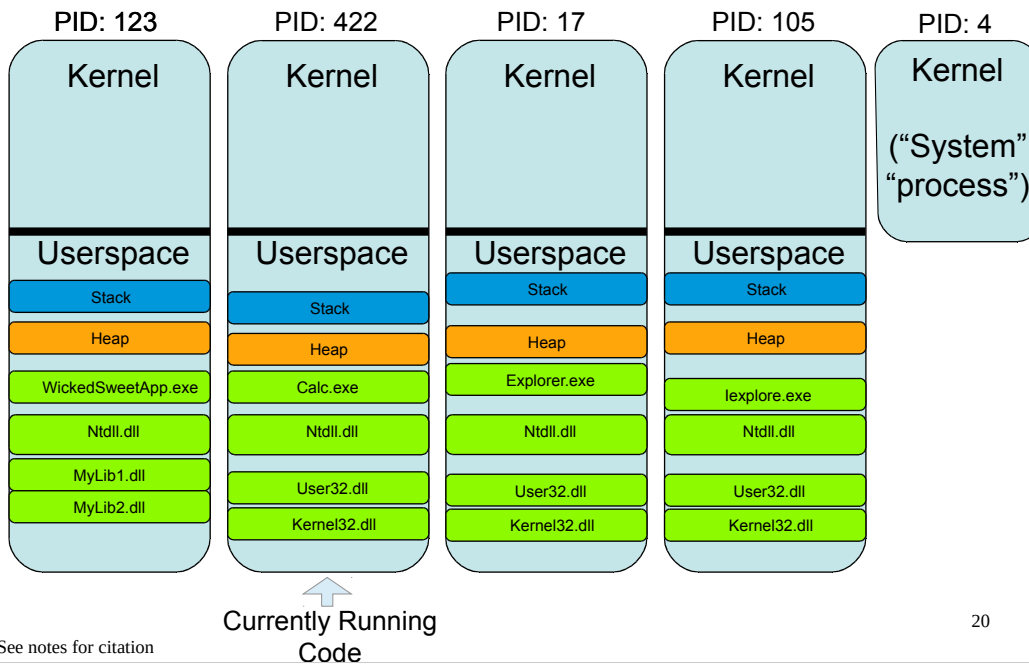 PID: 123
Kernel
Userspace
Stack
Heap
WickedSweetApp.exe
Ntdll.dll
MyLib1.dll
MyLib2.dll
PID: 422
Kernel
Userspace
Stack
Heap
Calc.exe
Ntdll.dll
User32.dll
Kernel32.dll
PID: 17
Kernel
Userspace
Stack
Heap
Explorer.exe
Ntdll.dll
User32.dll
Kernel32.dll
PID: 105
Kernel
Userspace
Stack
Heap
Iexplore.exe
Ntdll.dll
User32.dll
Kernel32.dll
PID: 4
Kernel
(“System”
“process”)
Currently Running
Code
See notes for citation
20